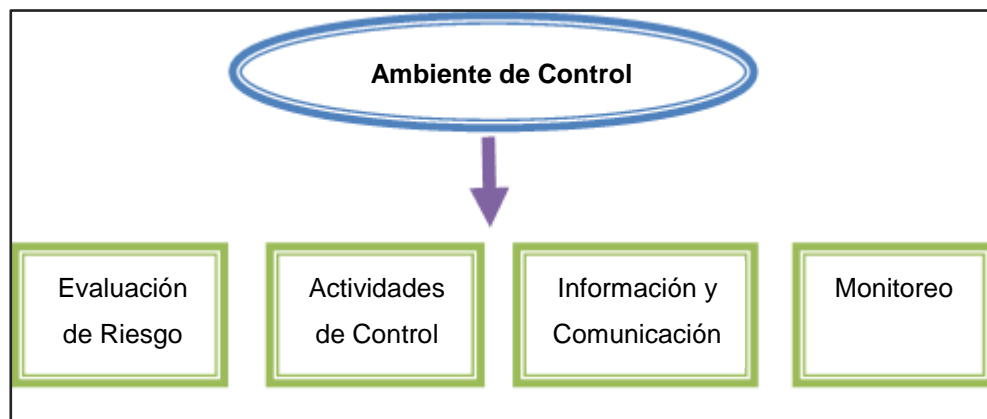 Ambiente de Control
Evaluación
de Riesgo
Actividades
de Control
Información y
Comunicación
Monitoreo